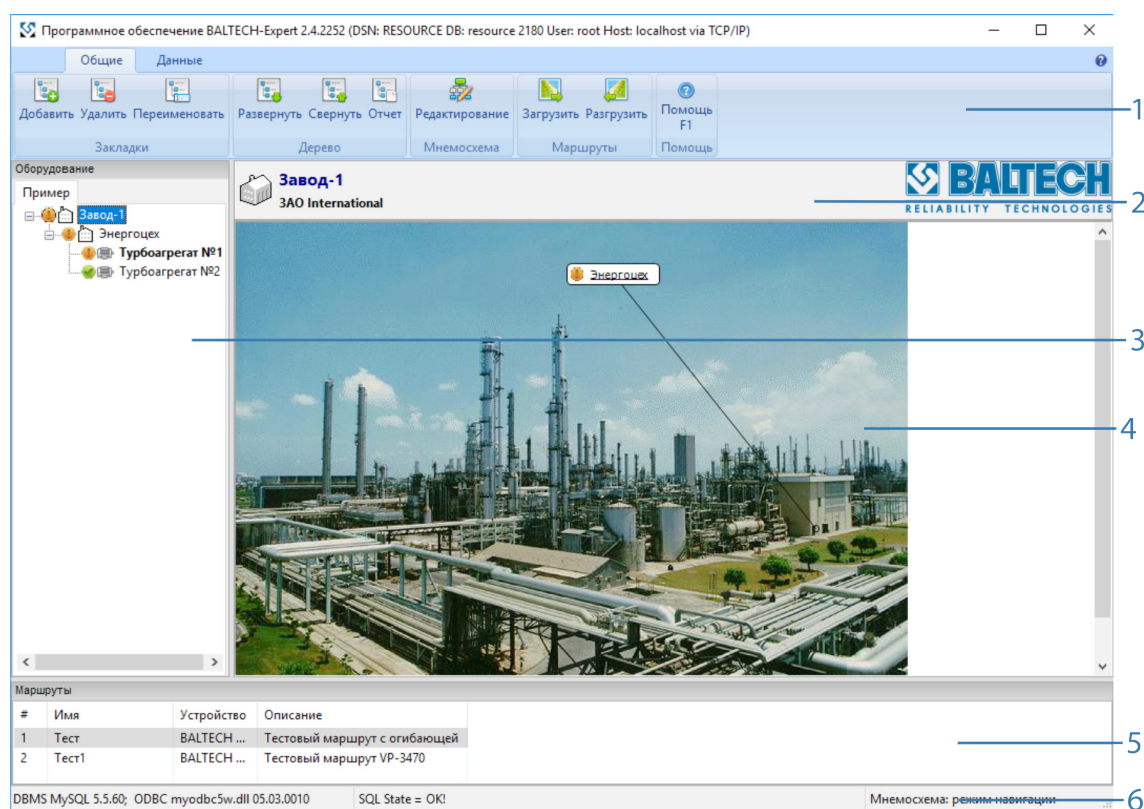 Программное обеспечение BALTECH-Expert 2.4.2252 (DSN: RESOURCE DB: resource 2180 User: root Host: localhost via TCP/IP)
Общие Данные
Добавить Удалить Переименовать Развернуть Свернуть Отчет Редактирование Загрузить Разгрузить Помощь F1
Закладки Дерево Мнемосхема Маршруты Помощь
1
Оборудование
Пример
Завод-1
Энергоцех
Турбоагрегат №1
Турбоагрегат №2
Завод-1
ЗАО International
BALTECH
RELIABILITY TECHNOLOGIES
2
Энергоцех
3
4
Маршруты
# Имя Устройство Описание
1 Тест BALTECH ... Тестовый маршрут с огибающей
2 Тест1 BALTECH ... Тестовый маршрут VP-3470
5
DBMS MySQL 5.5.60; ODBC myodbc5w.dll 05.03.0010 SQL State = OK! Мнемосхема: режим навигации
6